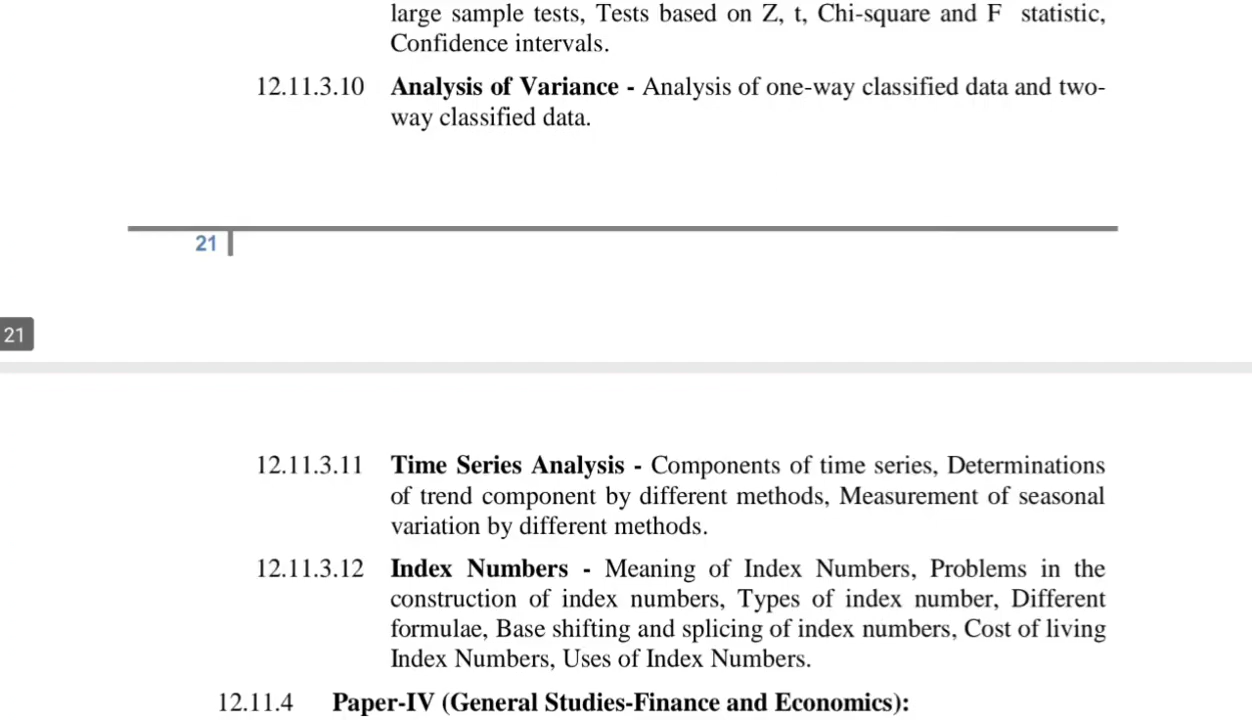 large sample tests, Tests based on Z, t, Chi-square and F statistic,
Confidence intervals.
12.11.3.10 Analysis of Variance - Analysis of one-way classified data and two-
way classified data.
21
21
12.11.3.11 Time Series Analysis - Components of time series, Determinations
of trend component by different methods, Measurement of seasonal
variation by different methods.
12.11.3.12 Index Numbers - Meaning of Index Numbers, Problems in the
construction of index numbers, Types of index number, Different
formulae, Base shifting and splicing of index numbers, Cost of living
Index Numbers, Uses of Index Numbers.
12.11.4 Paper-IV (General Studies-Finance and Economics):